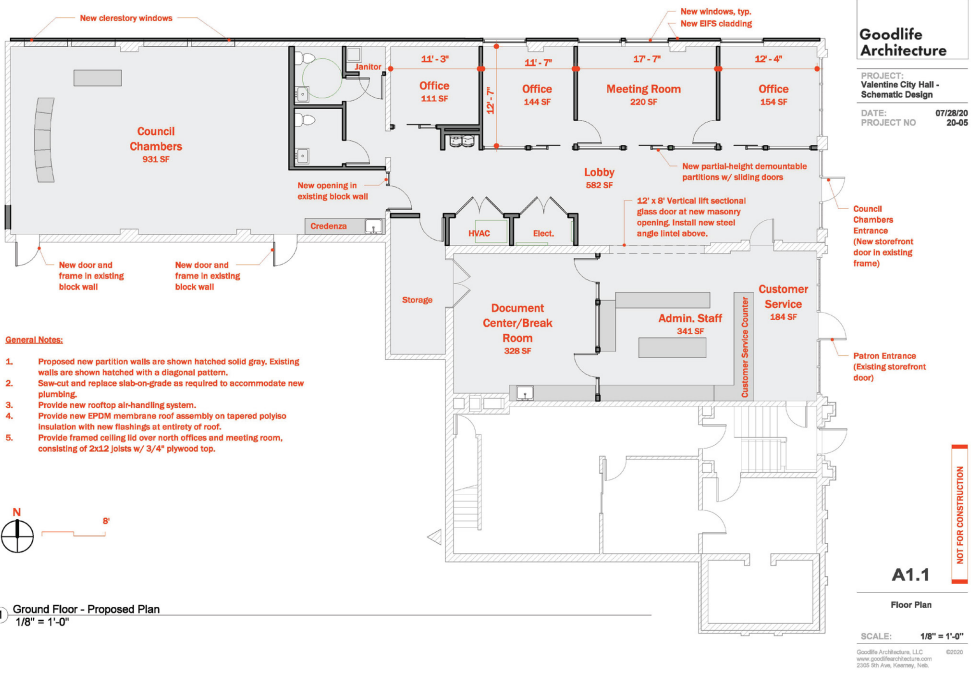 New clerestory windows
New windows, typ.
New EIFS cladding
Goodlife
Architecture
PROJECT:
Valentine City Hall -
Schematic Design
DATE: 07/28/20
PROJECT NO 20-05
Janitor
11' - 3"
Office
111 SF
12' - 7"
11' - 7"
Office
144 SF
17' - 7"
Meeting Room
220 SF
12' - 4"
Office
154 SF
Council
Chambers
931 SF
New opening in
existing block wall
Lobby
582 SF
New partial-height demountable
partitions w/ sliding doors
12' x 8' Vertical lift sectional
glass door at new masonry
opening. Install new steel
angle lintel above.
Credenza
HVAC
Elect.
Council
Chambers
Entrance
(New storefront
door in existing
frame)
New door and
frame in existing
block wall
New door and
frame in existing
block wall
Storage
Document
Center/Break
Room
328 SF
Admin. Staff
341 SF
Customer Service Counter
Customer
Service
184 SF
Patron Entrance
(Existing storefront
door)
General Notes:
1. Proposed new partition walls are shown hatched solid gray. Existing
walls are shown hatched with a diagonal pattern.
2. Saw-cut and replace slab-on-grade as required to accommodate new
plumbing.
3. Provide new rooftop air-handling system.
4. Provide new EPDM membrane roof assembly on tapered polyiso
insulation with new flashings at entirety of roof.
5. Provide framed ceiling lid over north offices and meeting room,
consisting of 2x12 joists w/ 3/4" plywood top.
N
8'
NOT FOR CONSTRUCTION
A1.1
Floor Plan
1 Ground Floor - Proposed Plan
1/8" = 1'-0"
SCALE: 1/8" = 1'-0"
Goodlife Architecture, LLC ©2020
www.goodlifearchitecture.com
2305 5th Ave, Kearney, Neb.